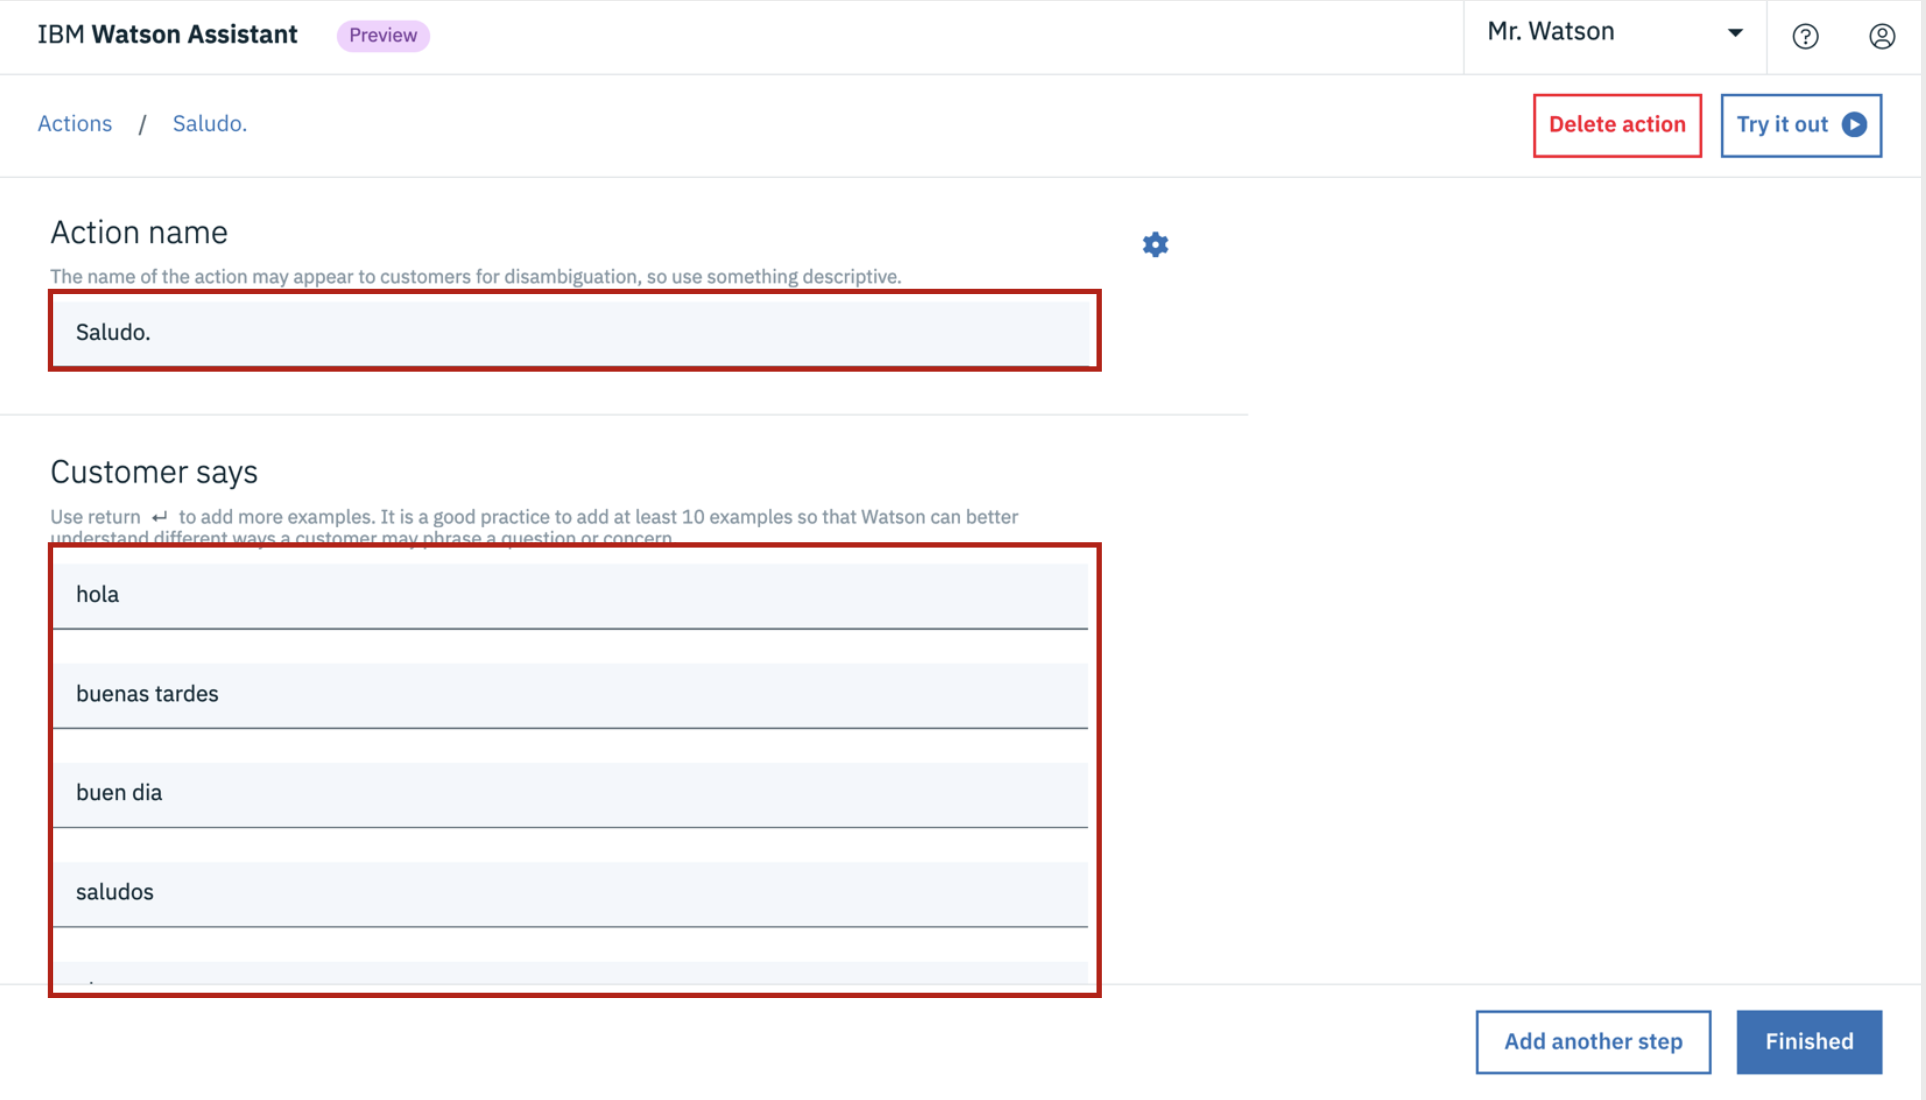 IBM Watson Assistant Preview Mr. Watson
Actions / Saludo. Delete action Try it out
Action name
The name of the action may appear to customers for disambiguation, so use something descriptive.
Saludo.
Customer says
Use return ↵ to add more examples. It is a good practice to add at least 10 examples so that Watson can better
understand different ways a customer may phrase a question or concern
hola
buenas tardes
buen dia
saludos
Add another step Finished